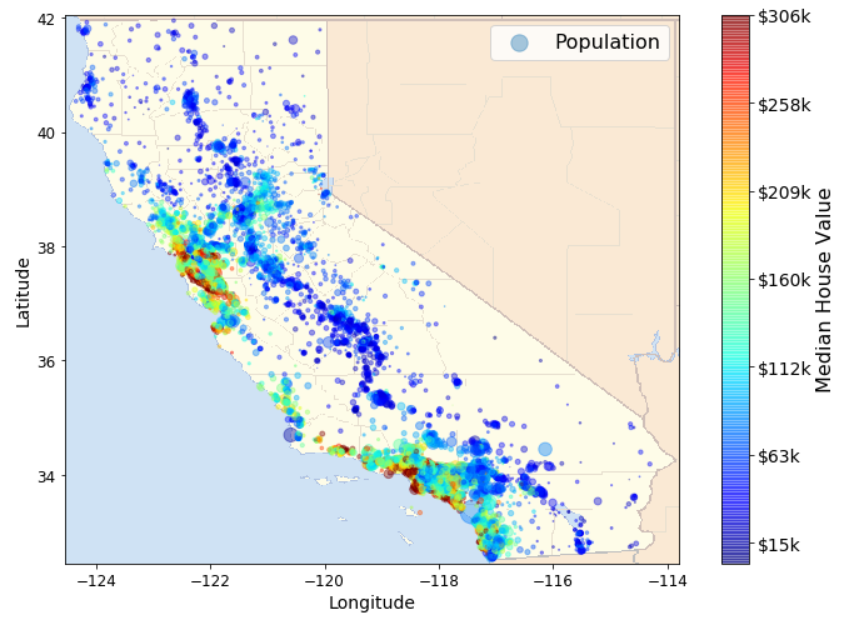 42
40
38
36
34
Latitude
−124
−122
−120
−118
−116
−114
Longitude
Population
$306k
$258k
$209k
$160k
$112k
$63k
$15k
Median House Value